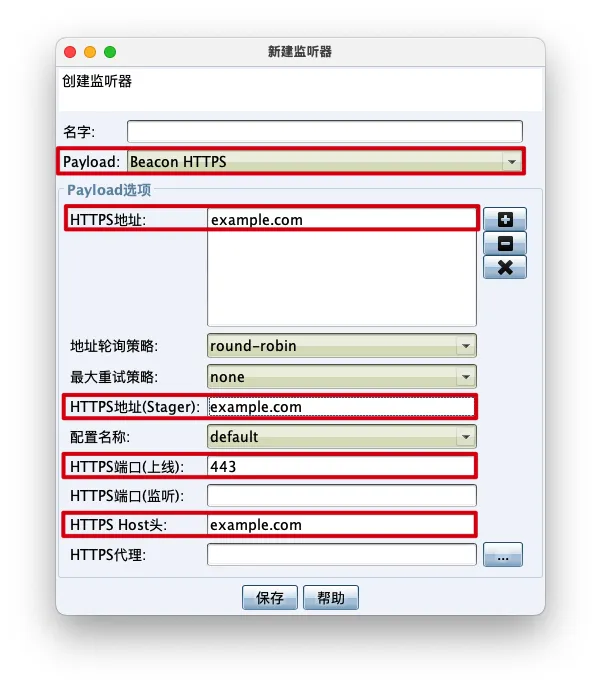 新建监听器
创建监听器
名字:
Payload: Beacon HTTPS
Payload选项
HTTPS地址: example.com
地址轮询策略: round-robin
最大重试策略: none
HTTPS地址(Stager): example.com
配置名称: default
HTTPS端口(上线): 443
HTTPS端口(监听):
HTTPS Host头: example.com
HTTPS代理: ...
保存 帮助